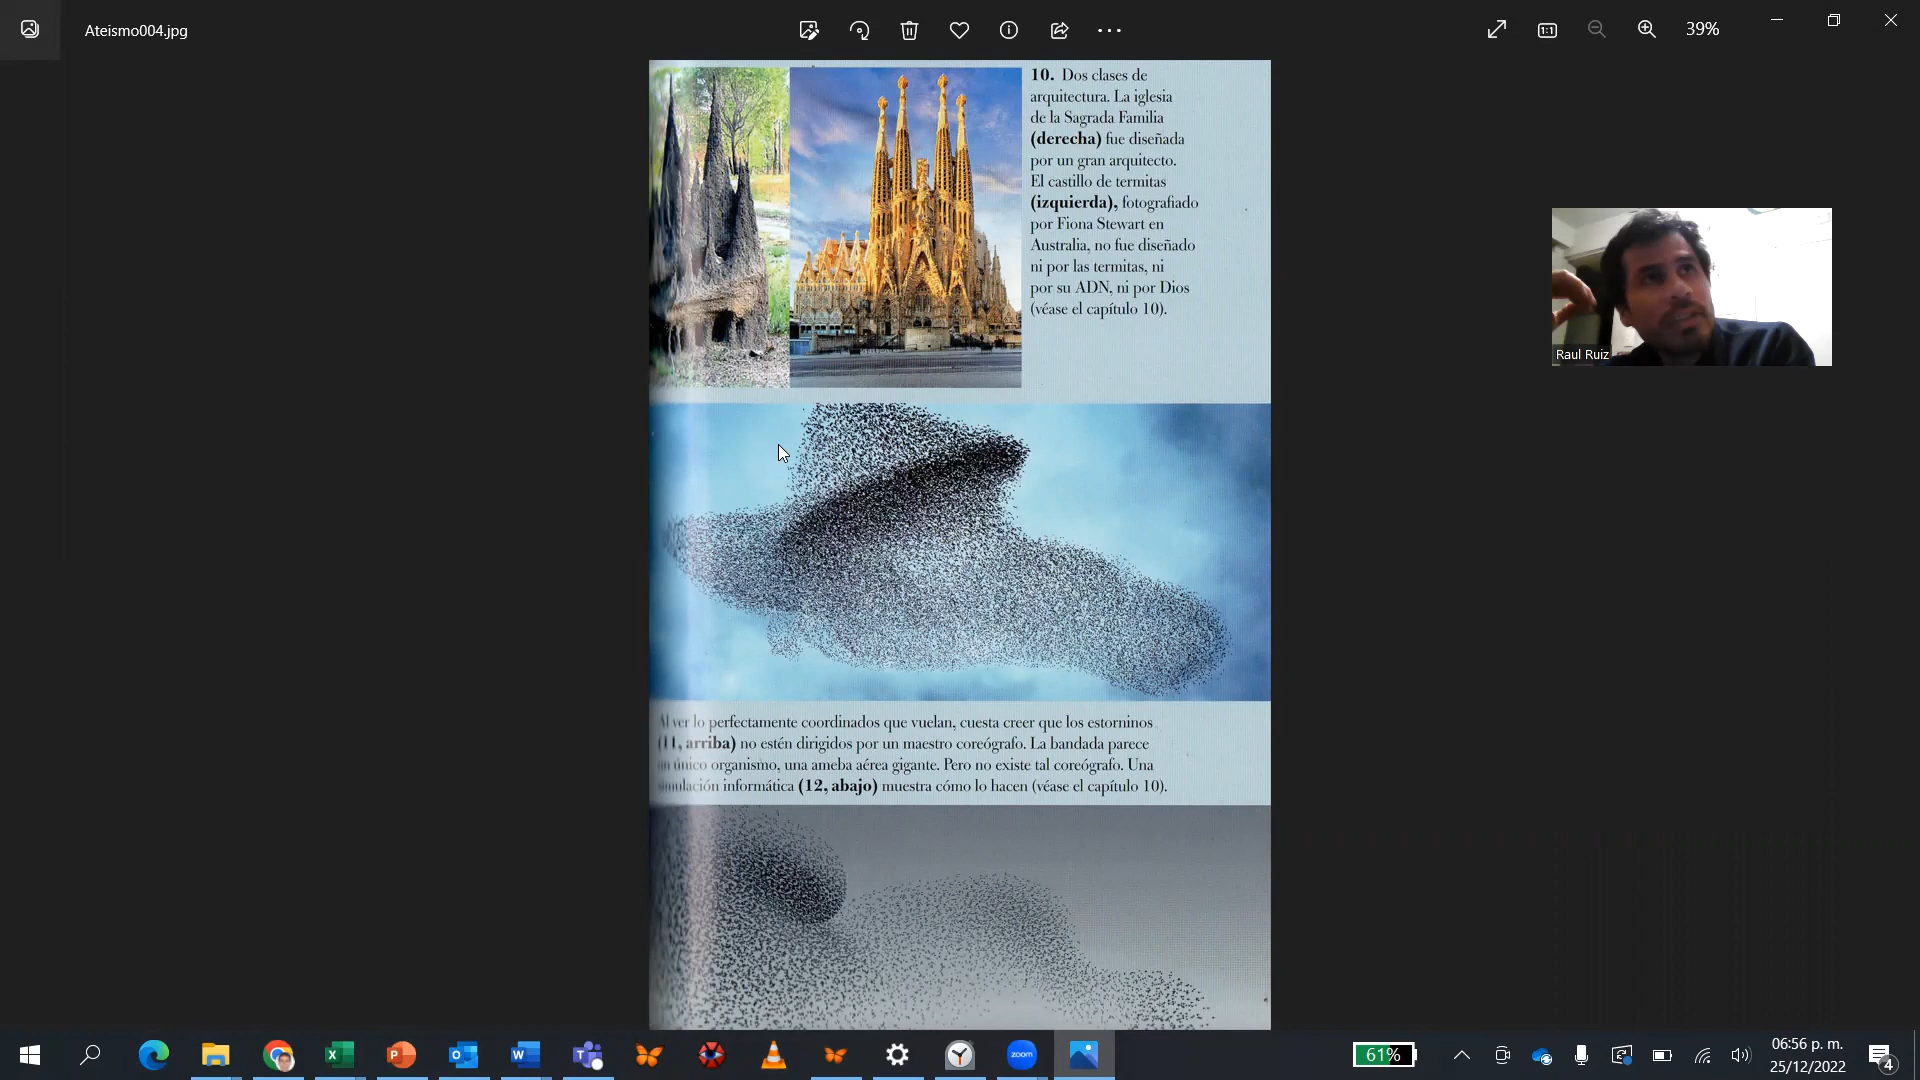 Ateismo004.jpg
39%
10. Dos clases de
arquitectura. La iglesia
de la Sagrada Familia
(derecha) fue diseñada
por un gran arquitecto.
El castillo de termitas
(izquierda), fotografiado
por Fiona Stewart en
Australia, no fue diseñado
ni por las termitas, ni
por su ADN, ni por Dios
(véase el capítulo 10).
Raul Ruiz
Al ver lo perfectamente coordinados que vuelan, cuesta creer que los estorninos
(11, arriba) no estén dirigidos por un maestro coreógrafo. La bandada parece
un único organismo, una ameba aérea gigante. Pero no existe tal coreógrafo. Una
simulación informática (12, abajo) muestra cómo lo hacen (véase el capítulo 10).
zoom
61%
06:56 p. m.
25/12/2022
4